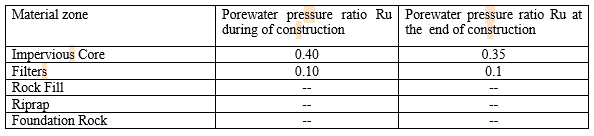 Material zone Porewater pressure ratio Ru Porewater pressure ratio Ru at
during of construction the end of construction
Impervious Core 0.40 0.35
Filters 0.10 0.1
Rock Fill -- --
Riprap -- --
Foundation Rock -- --